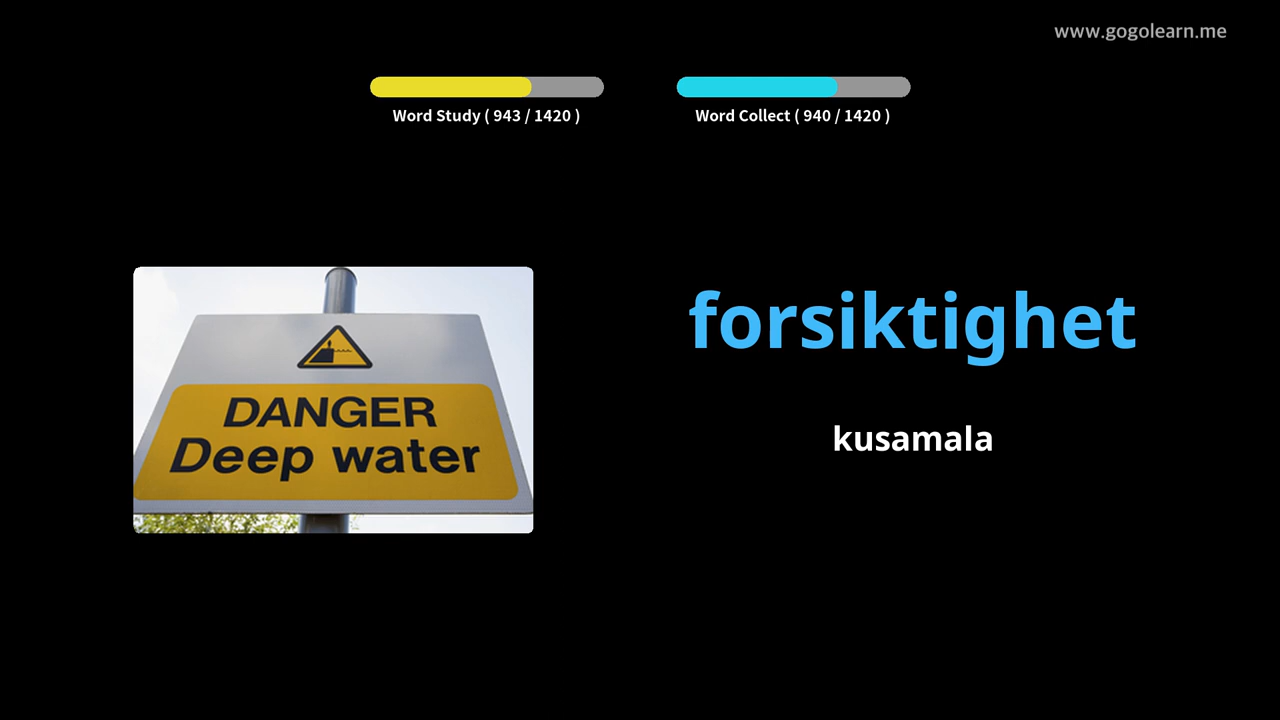 www.gogolearn.me
Word Study ( 943 / 1420 )
Word Collect ( 940 / 1420 )
DANGER
Deep water
forsiktighet
kusamala